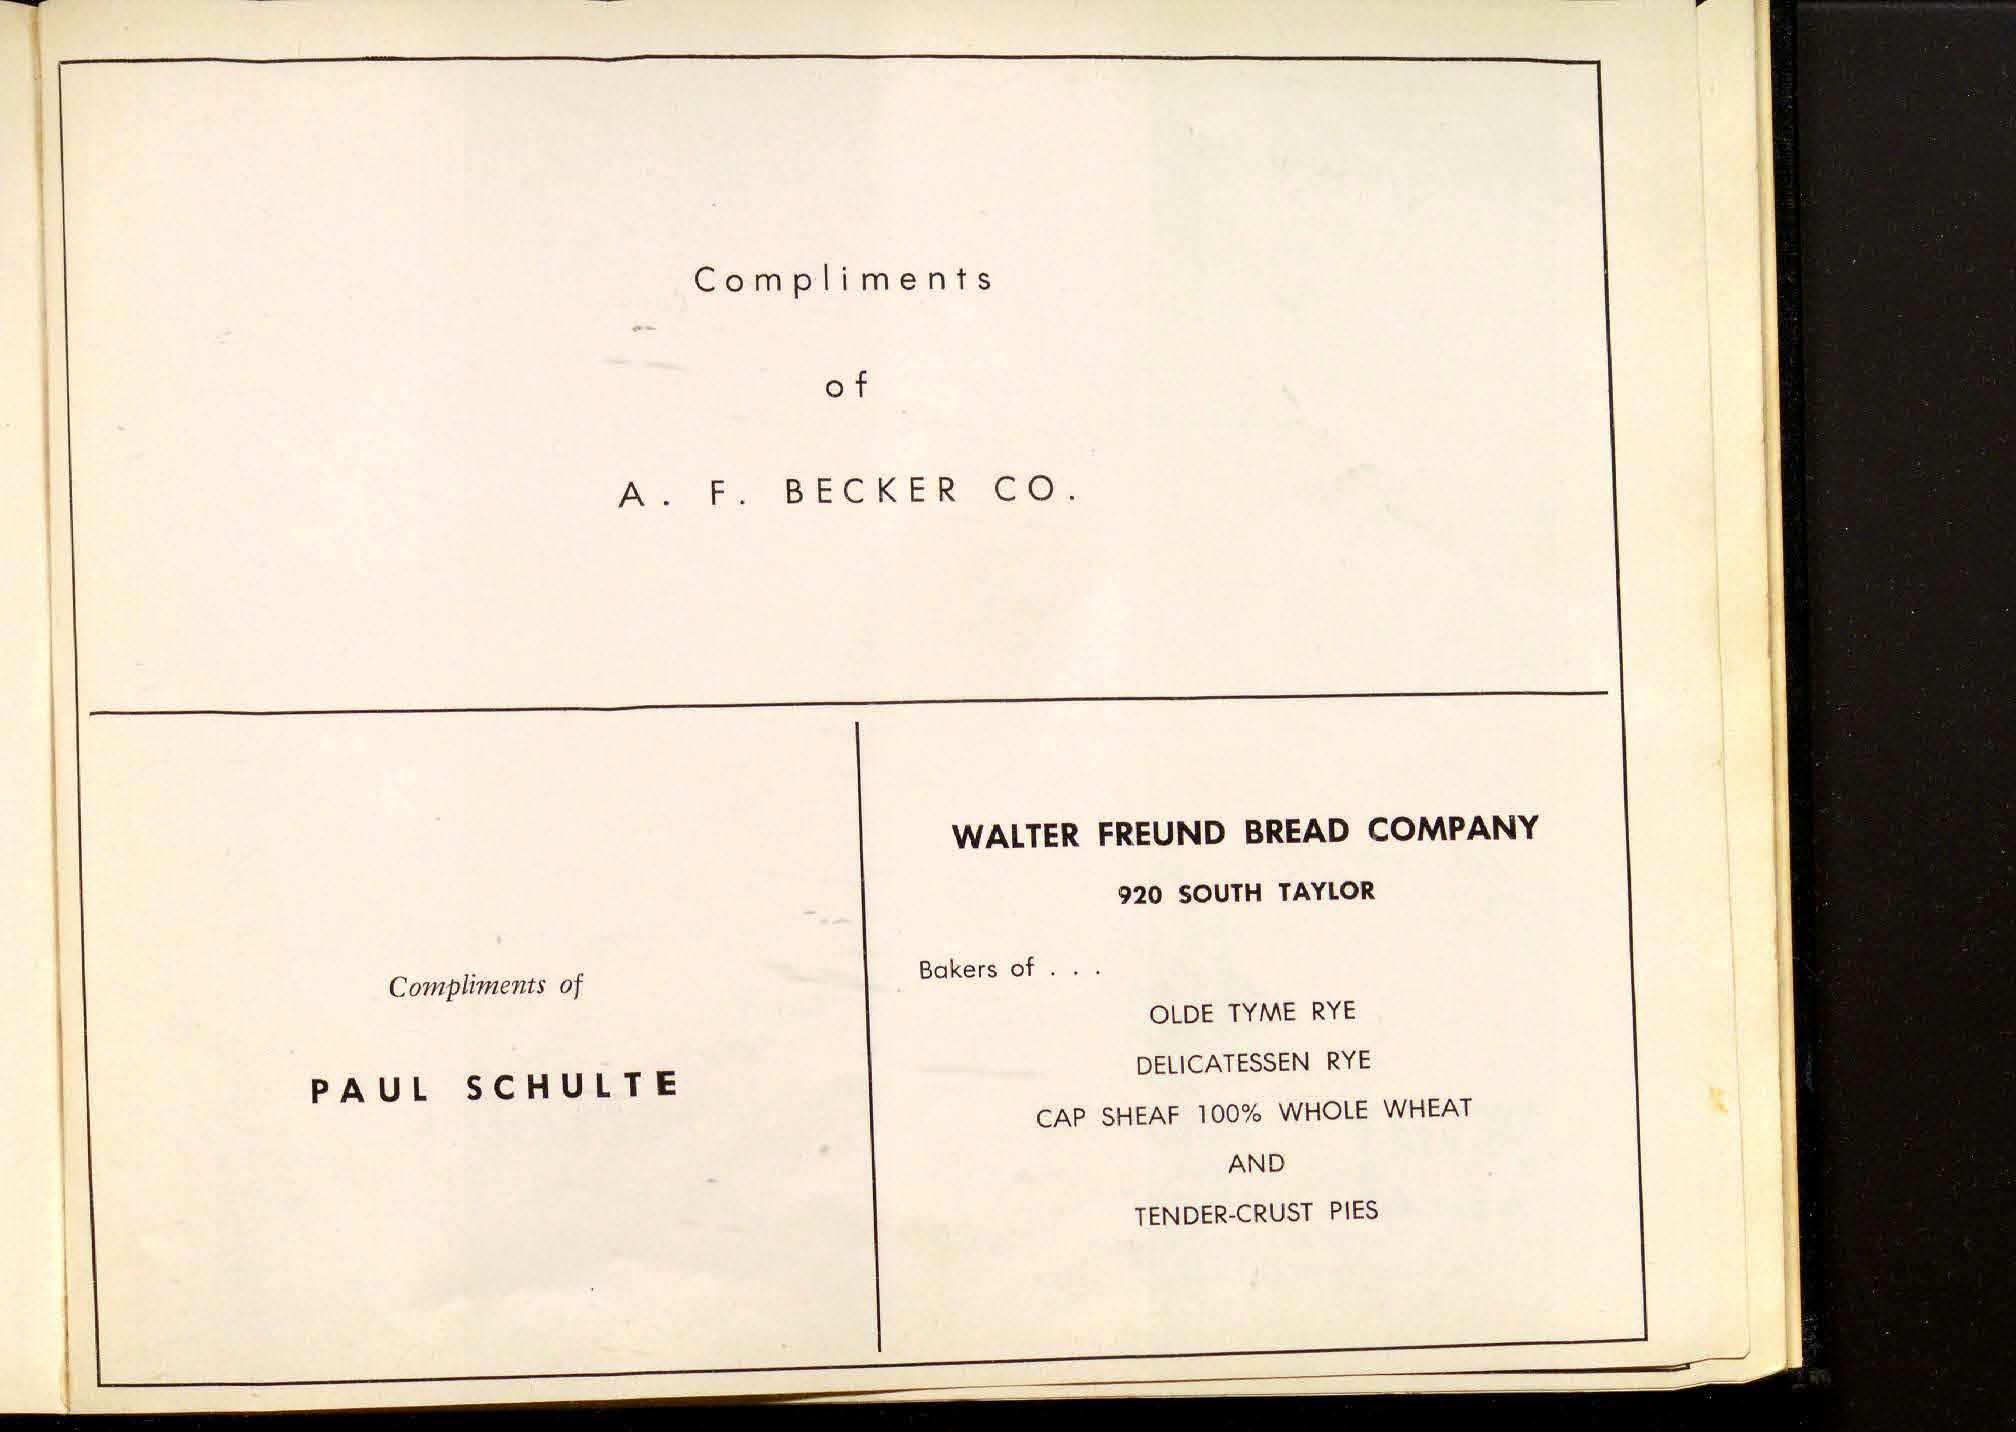 Compliments
of
A. F. BECKER CO.
Compliments of
PAUL SCHULTE
WALTER FREUND BREAD COMPANY
920 SOUTH TAYLOR
Bakers of . . .
OLDE TYME RYE
DELICATESSEN RYE
CAP SHEAF 100% WHOLE WHEAT
AND
TENDER-CRUST PIES